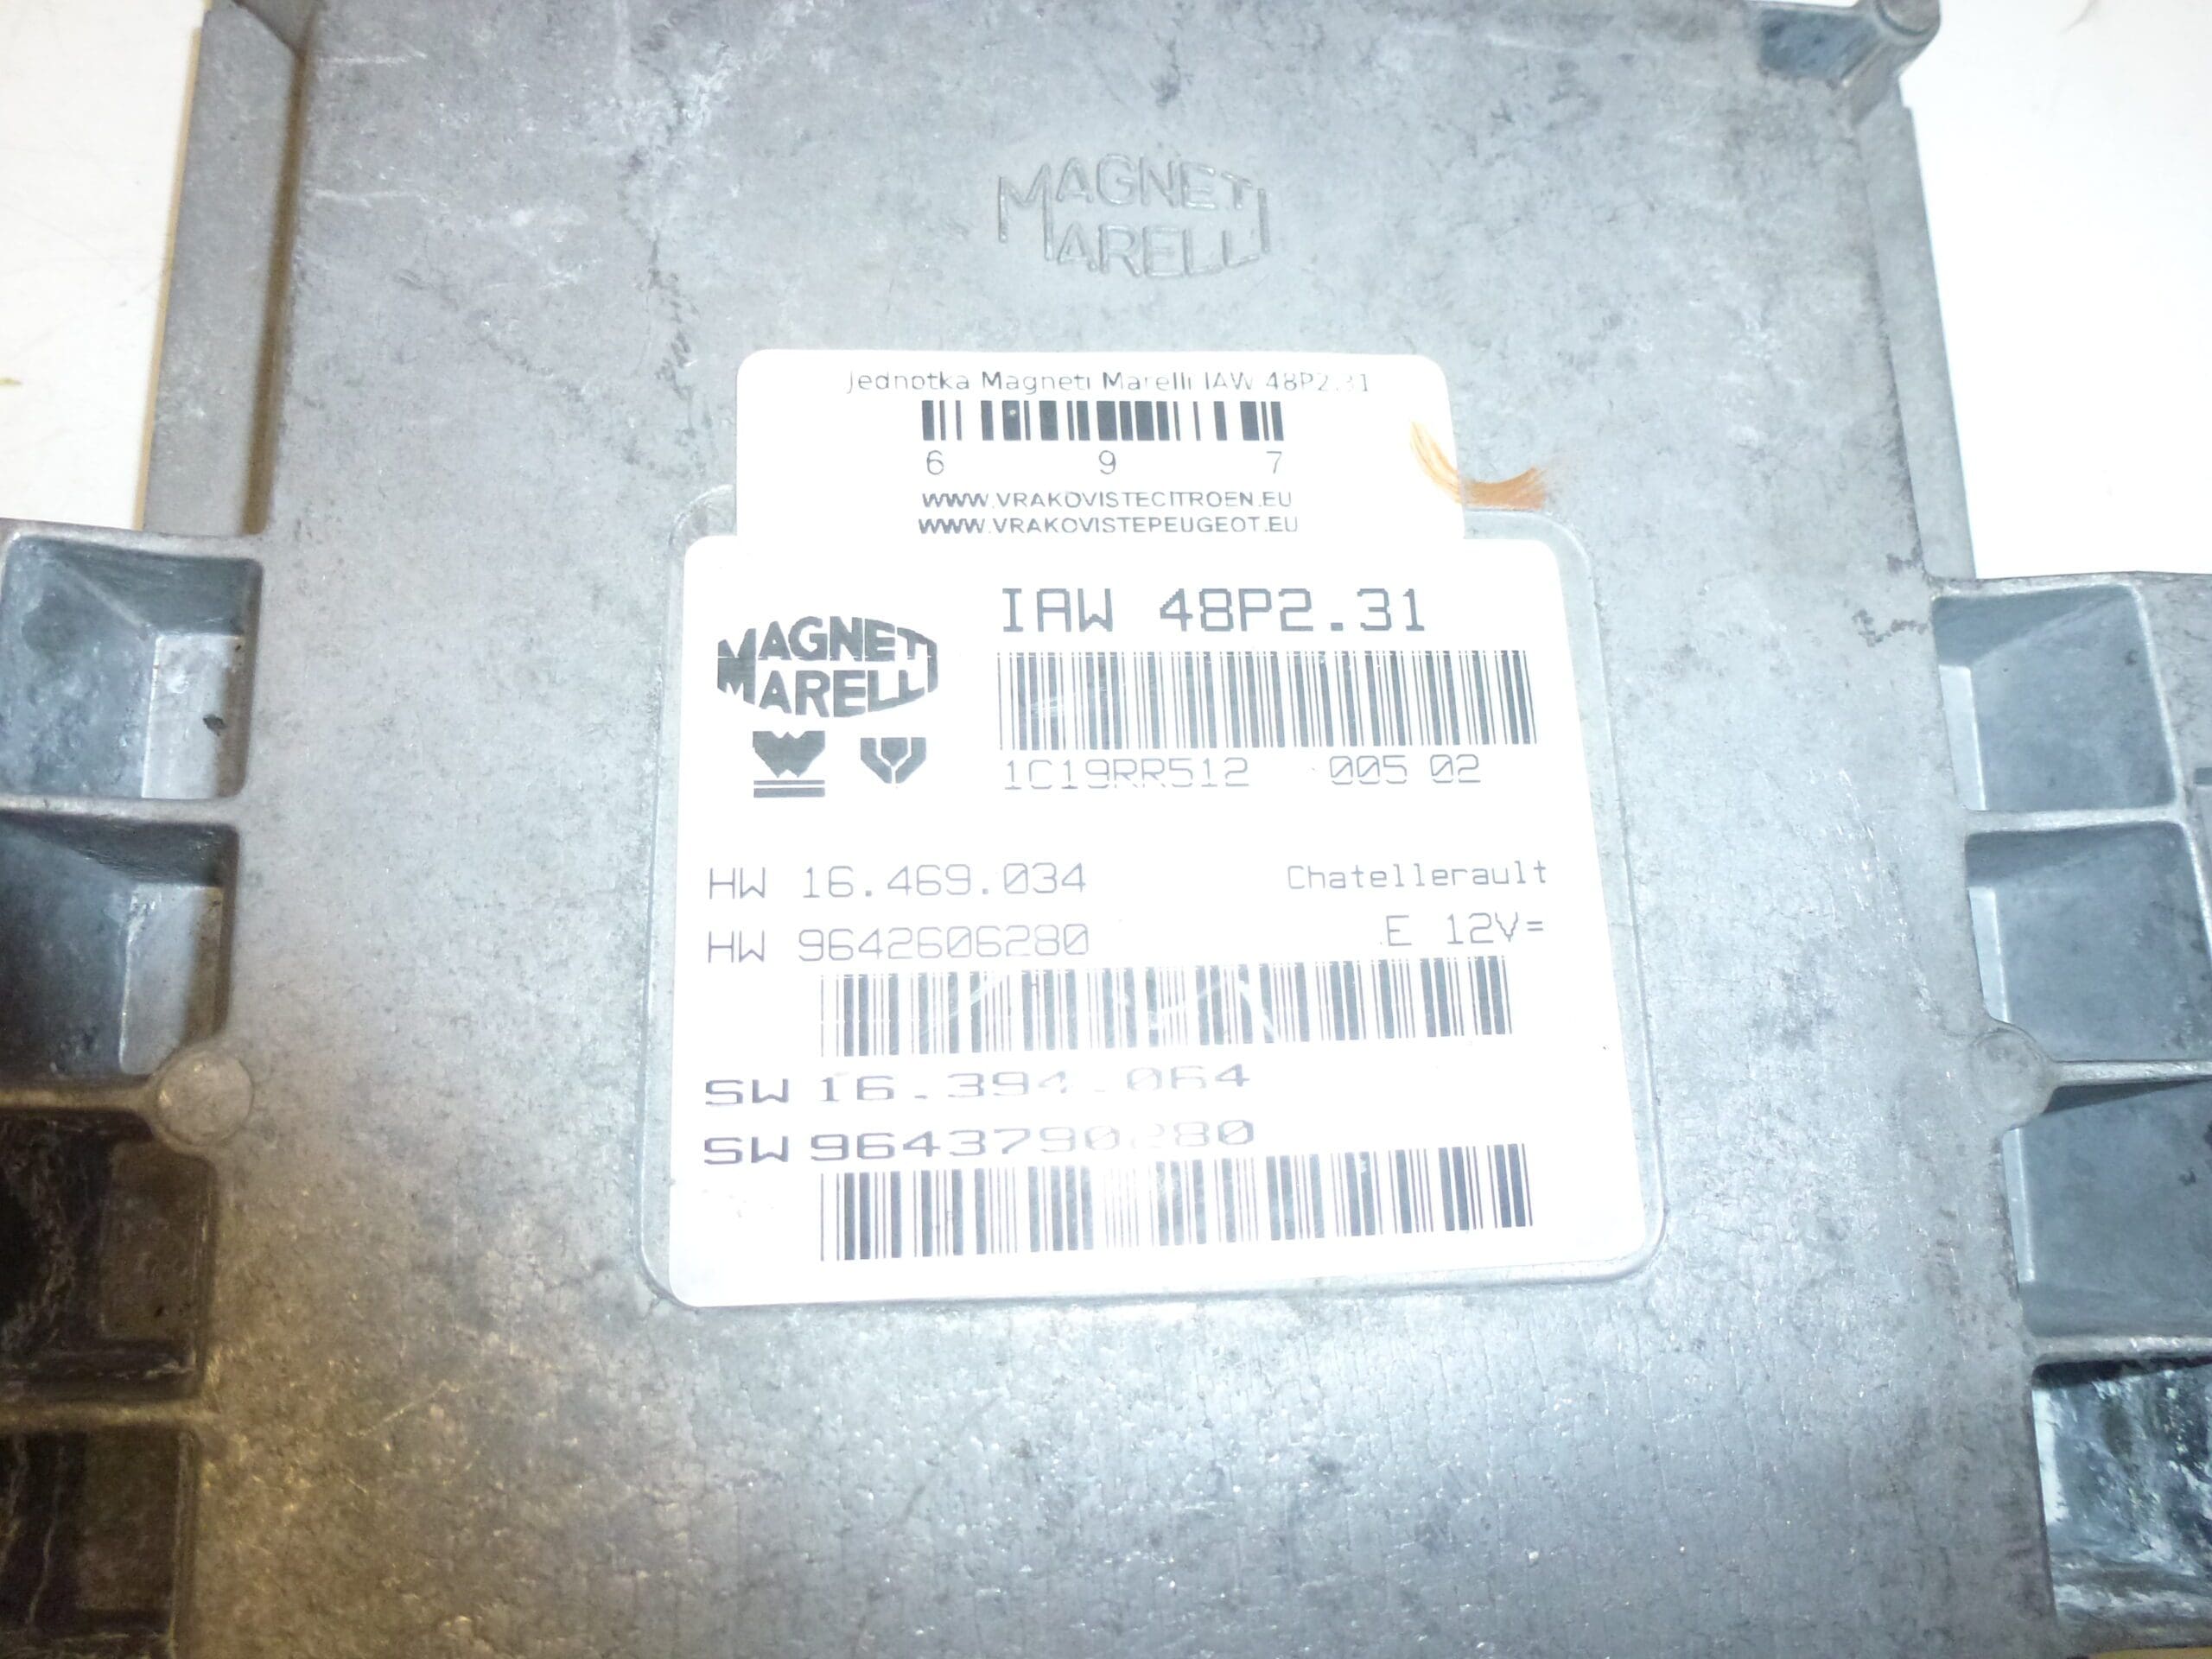 MAGNETI
MARELLI
Jednotka Magneti Marelli IAW 48P2.31
6 9 7
WWW.VRAKOVISTECITROEN.EU
WWW.VRAKOVISTEPEUGEOT.EU
IAW 48P2.31
MAGNETI
MARELLI
1C19RR512 005 02
HW 16.469.034 Chatellerault
HW 9642606280 E 12V=
SW 16.394.064
SW 9643790280